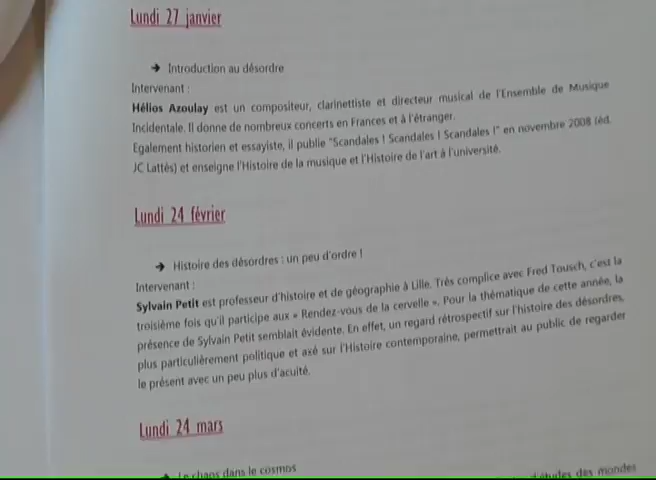 Lundi 27 janvier
➔ Introduction au désordre
Intervenant :
Hélios Azoulay est un compositeur, clarinettiste et directeur musical de l'Ensemble de Musique
Incidentale. Il donne de nombreux concerts en Frances et à l'étranger.
Egalement historien et essayiste, il publie "Scandales ! Scandales ! Scandales !" en novembre 2008 (éd.
JC Lattès) et enseigne l'Histoire de la musique et l'Histoire de l'art à l'université.
Lundi 24 février
➔ Histoire des désordres : un peu d'ordre !
Intervenant :
Sylvain Petit est professeur d'histoire et de géographie à Lille. Très complice avec Fred Tousch, c'est la
troisième fois qu'il participe aux « Rendez-vous de la cervelle ». Pour la thématique de cette année, la
présence de Sylvain Petit semblait évidente. En effet, un regard rétrospectif sur l'histoire des désordres,
plus particulièrement politique et axé sur l'Histoire contemporaine, permettrait au public de regarder
le présent avec un peu plus d'acuité.
Lundi 24 mars
➔ Le chaos dans le cosmos
d'études des mondes